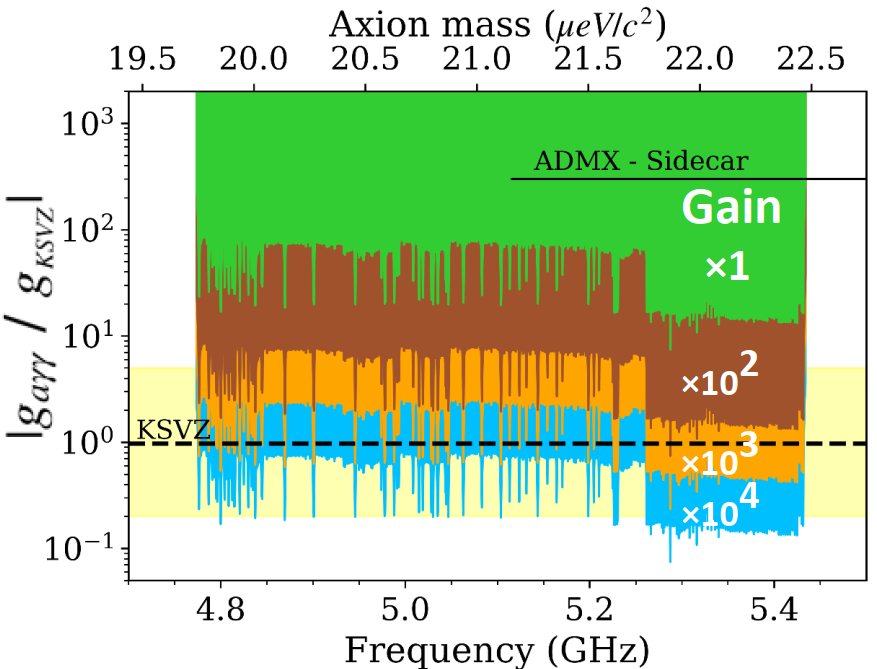 Axion mass (μeV/c²)
19.5 20.0 20.5 21.0 21.5 22.0 22.5
10³
ADMX - Sidecar
Gain
10²
×1
10¹
×10²
KSVZ
10⁰
×10³
×10⁴
10⁻¹
|gₐγγ / g_KSVZ|
4.8 5.0 5.2 5.4
Frequency (GHz)